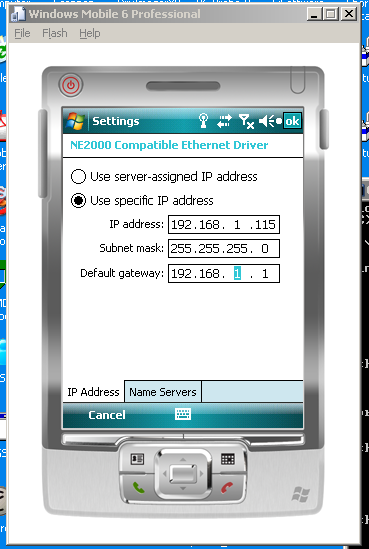 Windows Mobile 6 Professional
File Flash Help
Settings ok
NE2000 Compatible Ethernet Driver
Use server-assigned IP address
Use specific IP address
IP address: 192.168. 1 .115
Subnet mask: 255.255.255. 0
Default gateway: 192.168. 1 . 1
IP Address Name Servers
Cancel